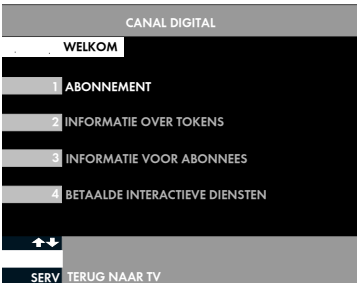 CANAL DIGITAL
WELKOM
1 ABONNEMENT
2 INFORMATIE OVER TOKENS
3 INFORMATIE VOOR ABONNEES
4 BETAALDE INTERACTIEVE DIENSTEN
SERV TERUG NAAR TV